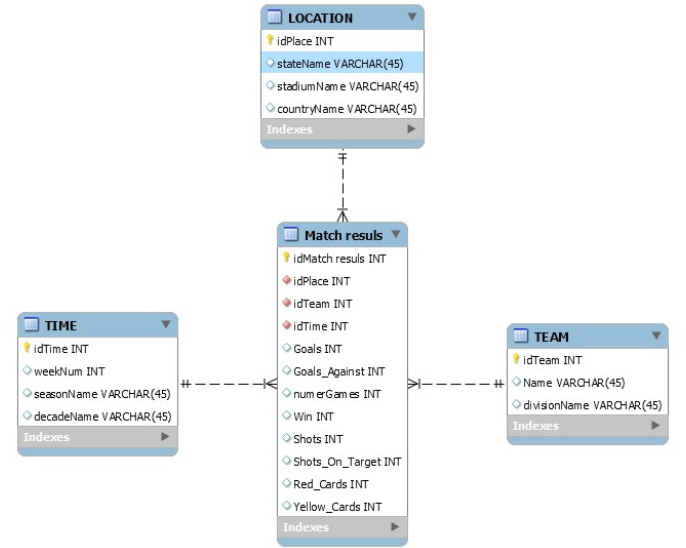 LOCATION
idPlace INT
stateName VARCHAR(45)
stadiumName VARCHAR(45)
countryName VARCHAR(45)
Indexes
Match resuls
idMatch resuls INT
idPlace INT
idTeam INT
idTime INT
Goals INT
Goals_Against INT
numerGames INT
Win INT
Shots INT
Shots_On_Target INT
Red_Cards INT
Yellow_Cards INT
Indexes
TIME
idTime INT
weekNum INT
seasonName VARCHAR(45)
decadeName VARCHAR(45)
Indexes
TEAM
idTeam INT
Name VARCHAR(45)
divisionName VARCHAR(45)
Indexes